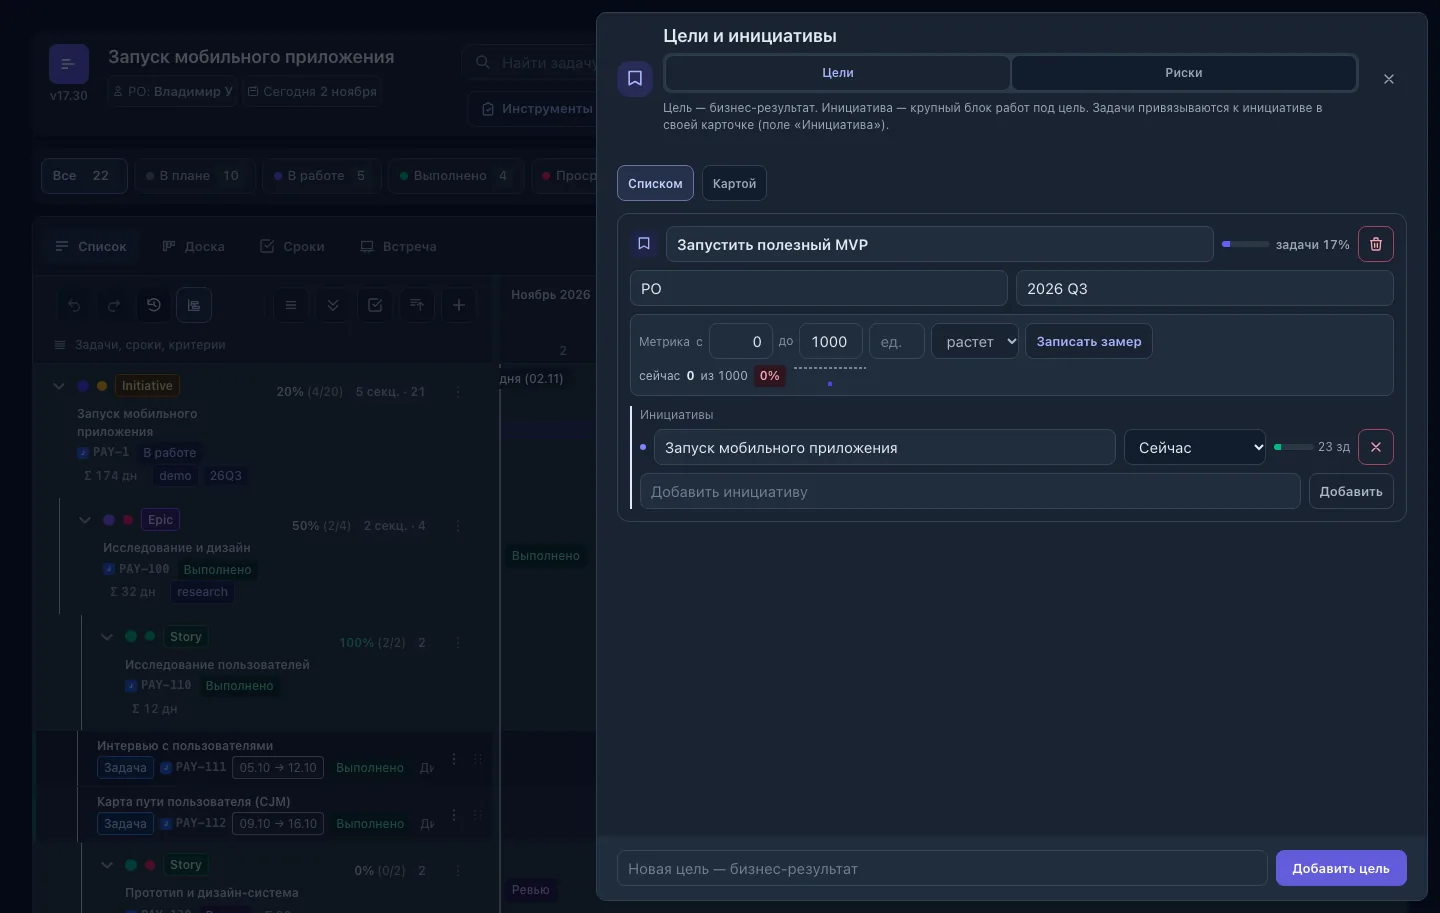 Запуск мобильного приложения
v17.30
РО: Владимир У
Сегодня 2 ноября
Найти задачу
Инструменты
Все 22
В плане 10
В работе 5
Выполнено 4
Список
Доска
Сроки
Встреча
Ноябрь 2026
Задачи, сроки, критерии
2
дня (02.11)
Initiative
20% (4/20) 5 секц. · 21
Запуск мобильного
приложения
PAY-1 В работе
Σ 174 дн demo 26Q3
Epic
50% (2/4) 2 секц. · 4
Исследование и дизайн
PAY-100 Выполнено
Σ 32 дн research
Выполнено
Story
100% (2/2) 2
Исследование пользователей
PAY-110 Выполнено
Σ 12 дн
Интервью с пользователями
Задача PAY-111 05.10 → 12.10 Выполнено
Карта пути пользователя (CJM)
Задача PAY-112 09.10 → 16.10 Выполнено
Story
0% (0/2) 2
Прототип и дизайн-система
Ревью
Цели и инициативы
Цели
Риски
Цель — бизнес-результат. Инициатива — крупный блок работ под цель. Задачи привязываются к инициативе в
своей карточке (поле «Инициатива»).
Списком
Картой
Запустить полезный MVP
задачи 17%
РО
2026 Q3
Метрика с 0 до 1000 ед. растет Записать замер
сейчас 0 из 1000 0%
Инициативы
Запуск мобильного приложения
Сейчас
23 зд
Добавить инициативу
Добавить
Новая цель — бизнес-результат
Добавить цель